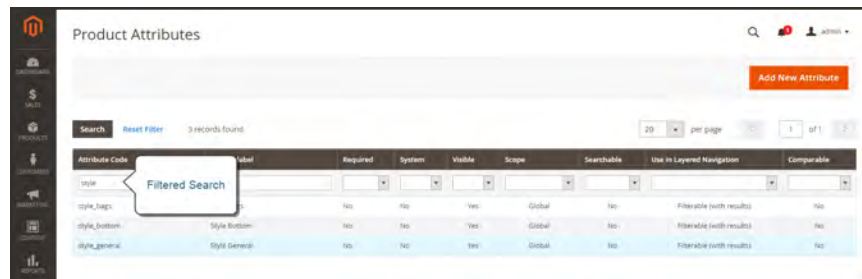 Product Attributes
1 admin
DASHBOARD
Add New Attribute
SALES
Search Reset Filter 3 records found 20 per page 1 of 1
PRODUCTS
Attribute Code label Required System Visible Scope Searchable Use in Layered Navigation Comparable
CUSTOMERS
style Filtered Search
MARKETING
style_bags gs No No Yes Global No Filterable (with results) No
style_bottom Style Bottom No No Yes Global No Filterable (with results) No
CONTENT
style_general Style General No No Yes Global No Filterable (with results) No
REPORTS